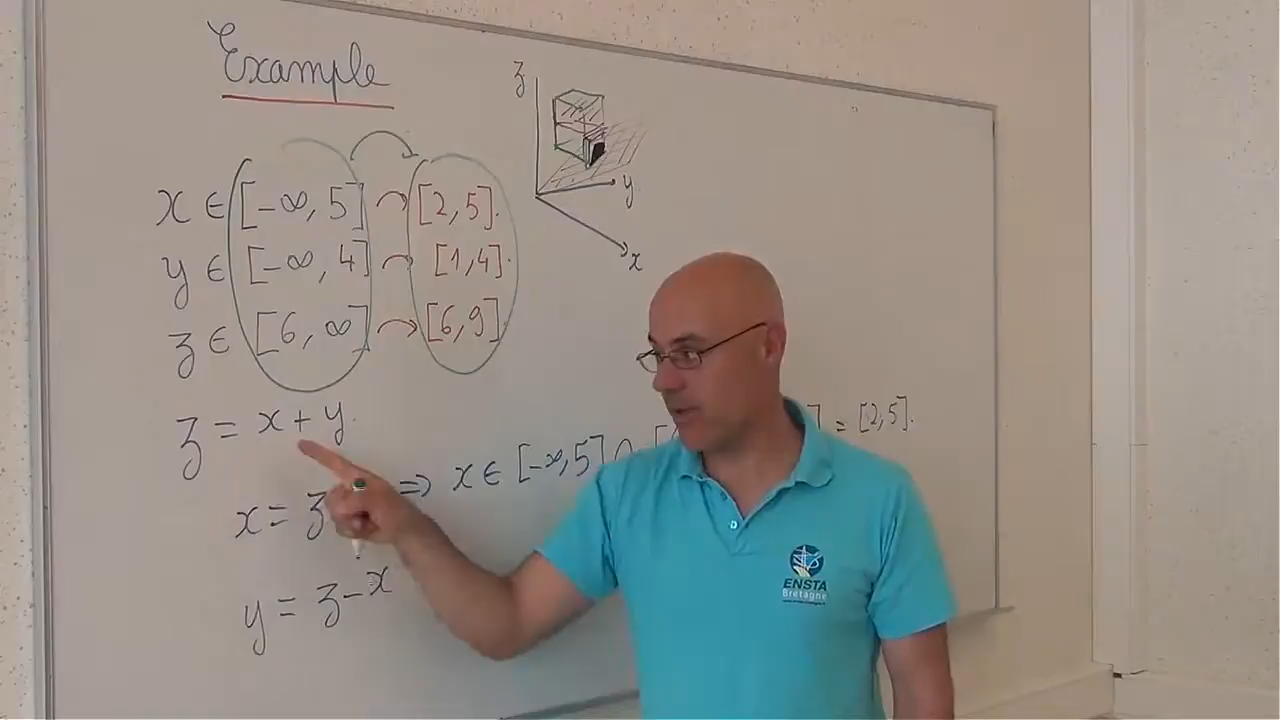 Example
x ∈ [-∞, 5] → [2, 5].
y ∈ [-∞, 4] → [1, 4].
z ∈ [6, ∞] → [6, 9]
z = x + y.
x = z
⇒ x ∈ [-∞, 5] ∩ [
] = [2, 5].
y = z - x
z
y
x
ENSTA
Bretagne